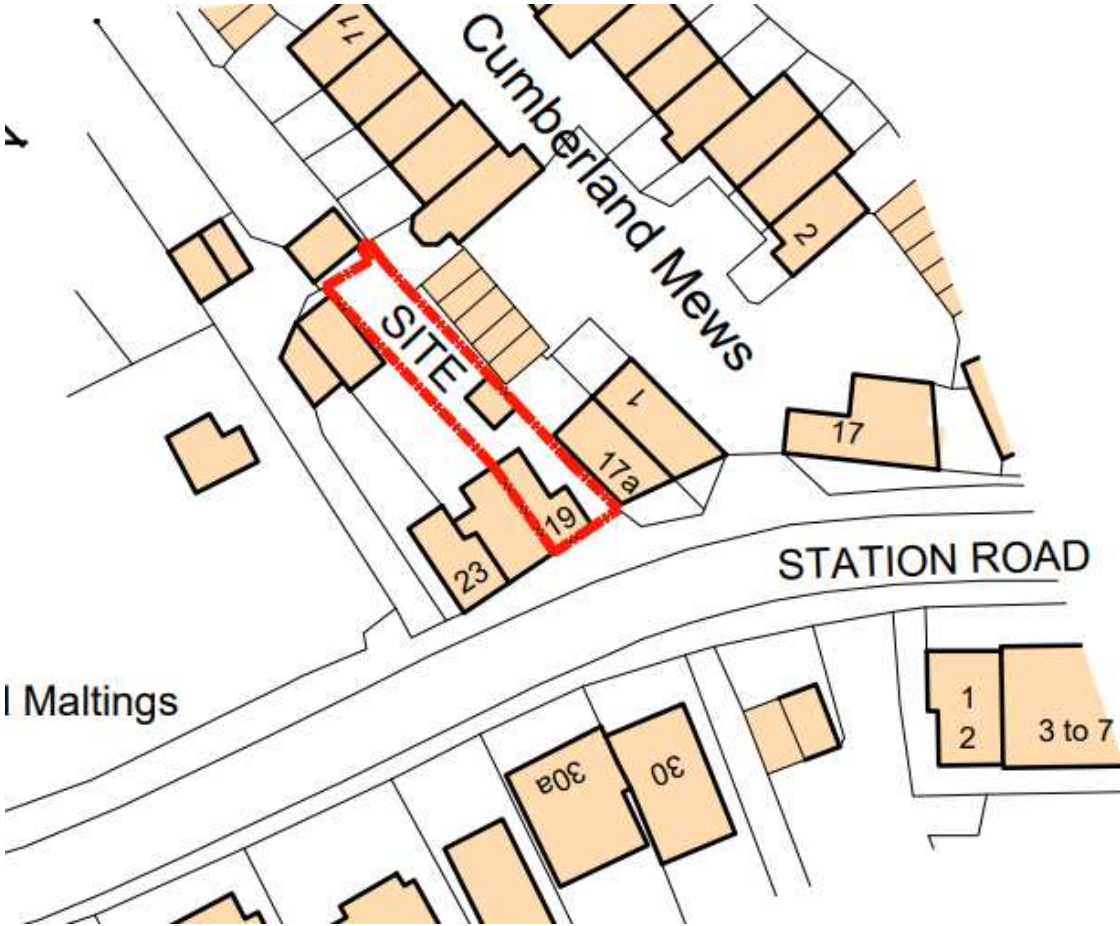 11
Cumberland Mews
2
SITE
1
17
17a
19
23
STATION ROAD
l Maltings
1
2
3 to 7
30a
30